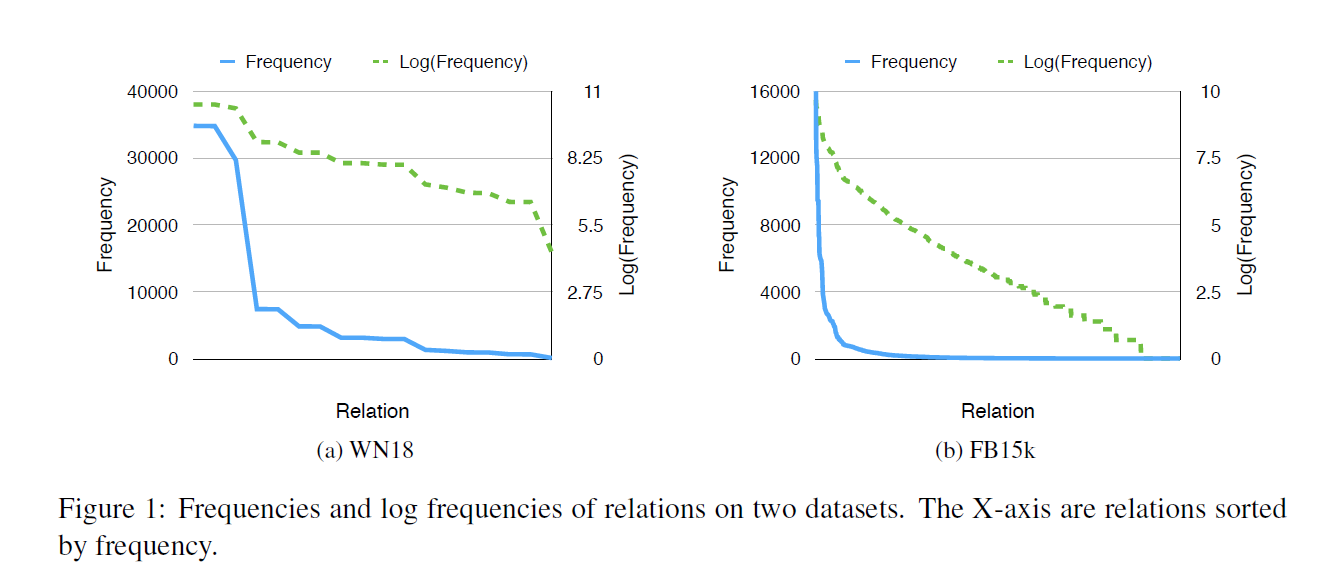 Frequency Log(Frequency)
40000 11
30000 8.25
20000 5.5
10000 2.75
0 0
Frequency
Log(Frequency)
Relation
(a) WN18
Frequency Log(Frequency)
16000 10
12000 7.5
8000 5
4000 2.5
0 0
Frequency
Log(Frequency)
Relation
(b) FB15k
Figure 1: Frequencies and log frequencies of relations on two datasets. The X-axis are relations sorted
by frequency.